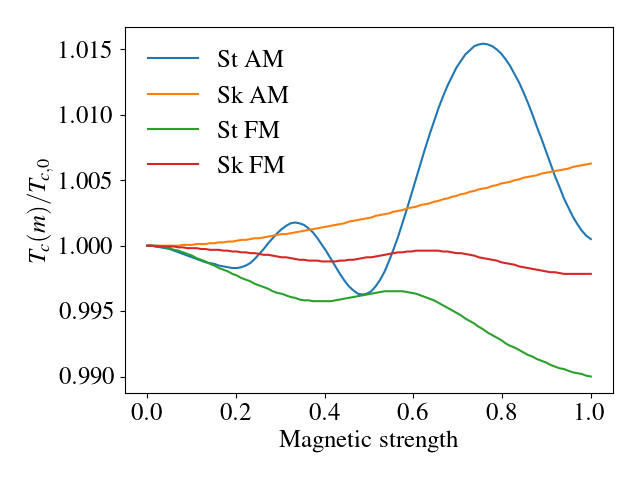 1.015
1.010
1.005
1.000
0.995
0.990
T_c(m)/T_{c,0}
St AM
Sk AM
St FM
Sk FM
0.0 0.2 0.4 0.6 0.8 1.0
Magnetic strength